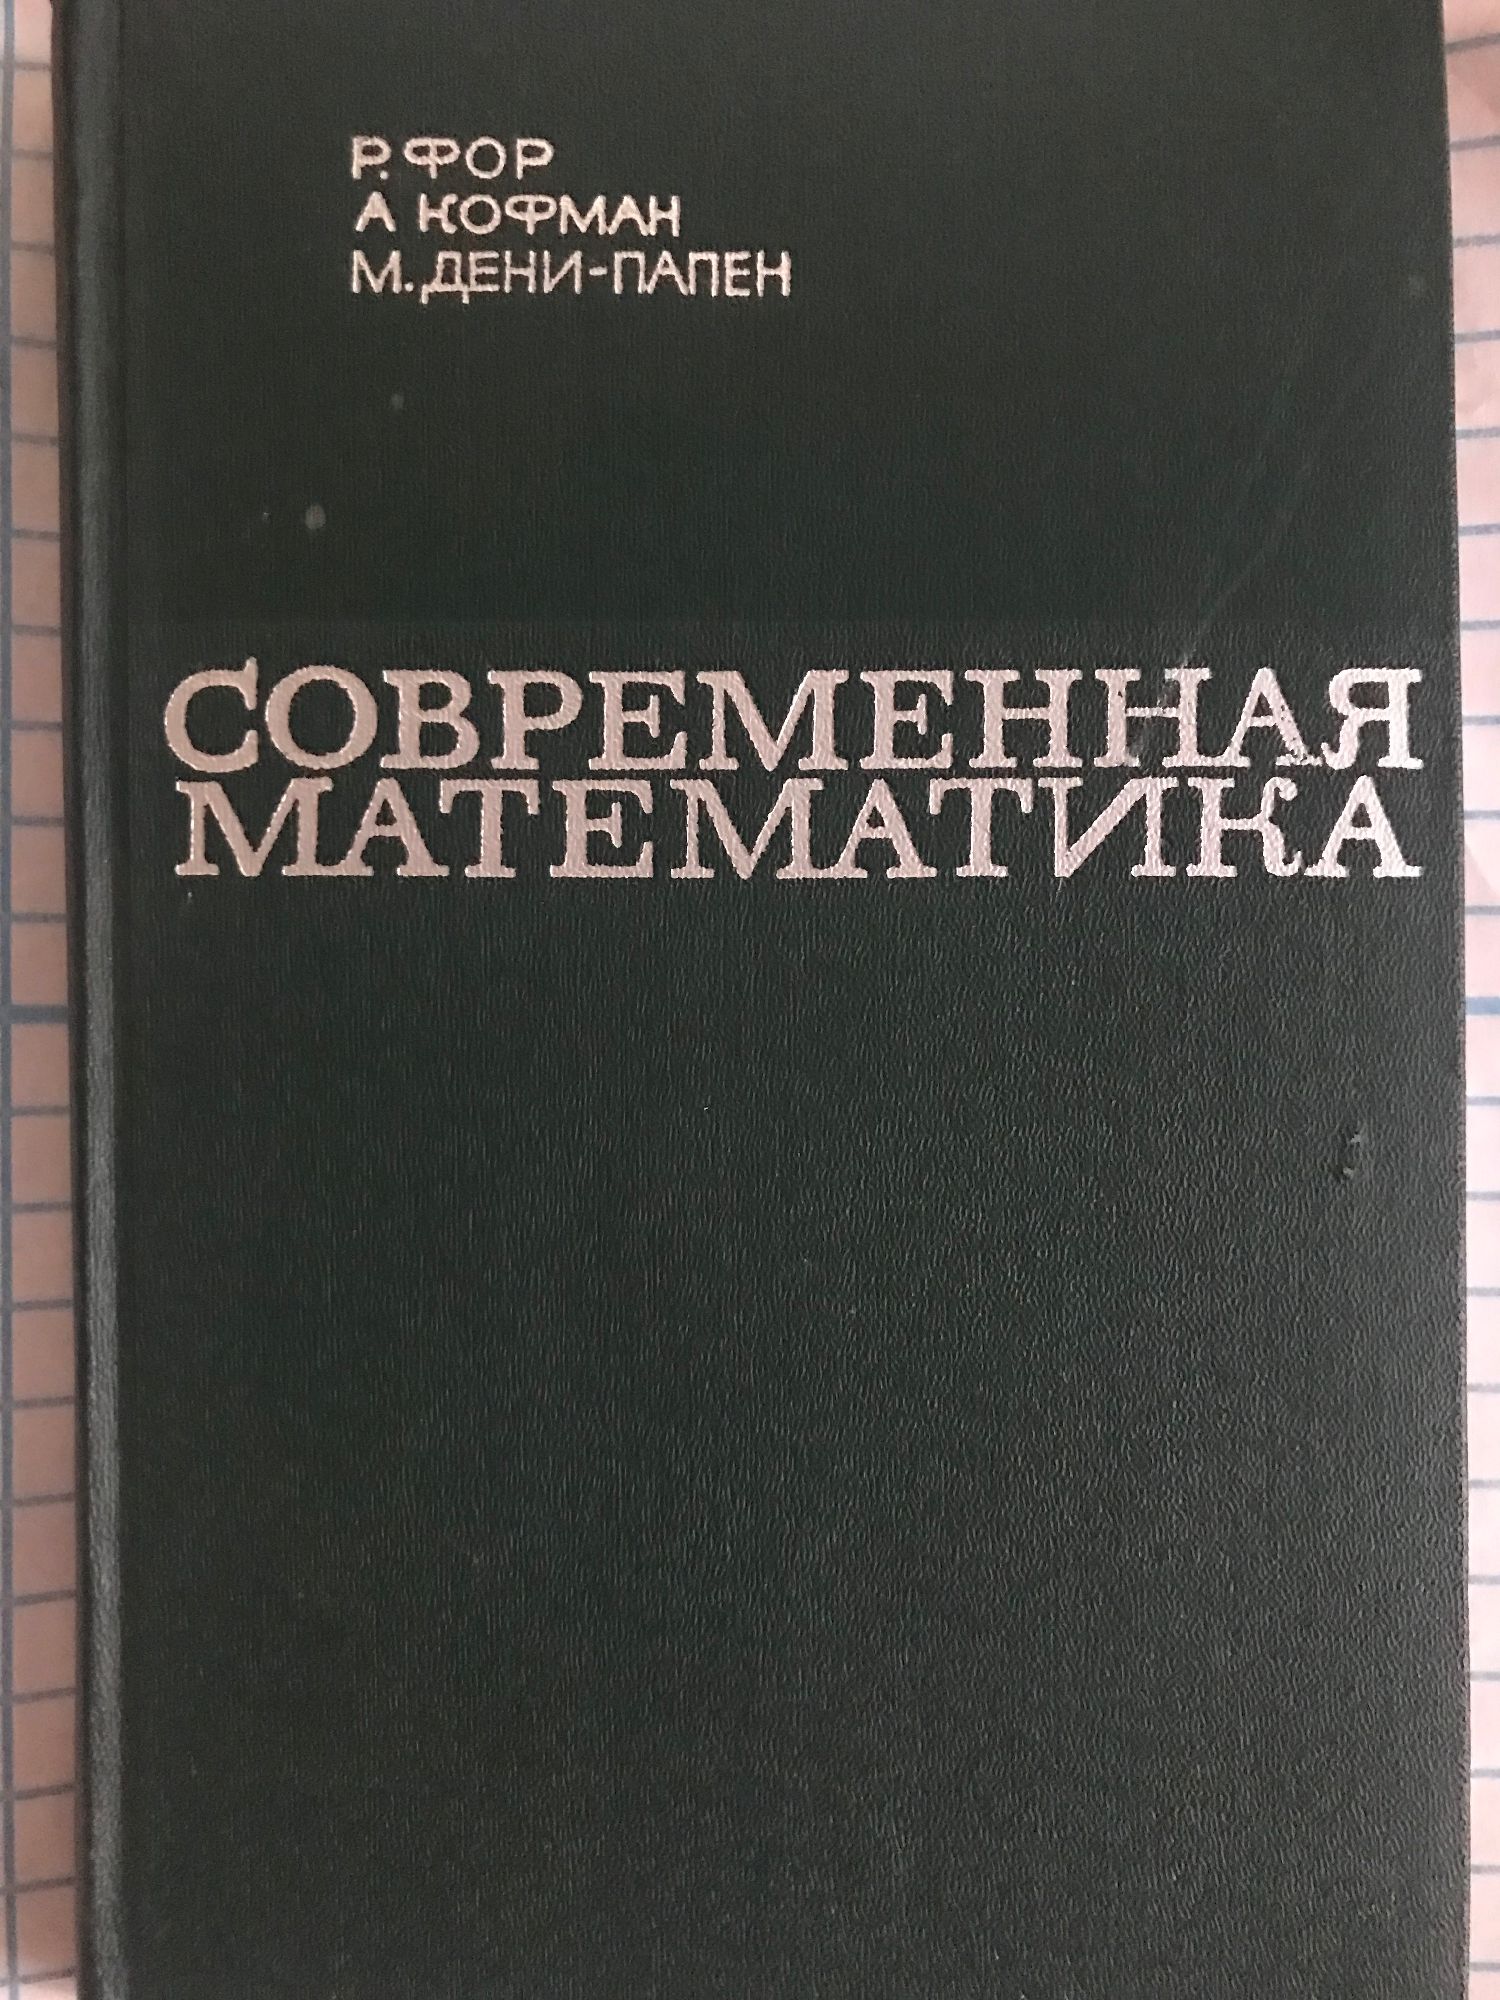 Р. ФОР
А КОФМАН
М. ДЕНИ-ПАПЕН
СОВРЕМЕННАЯ
МАТЕМАТИКА